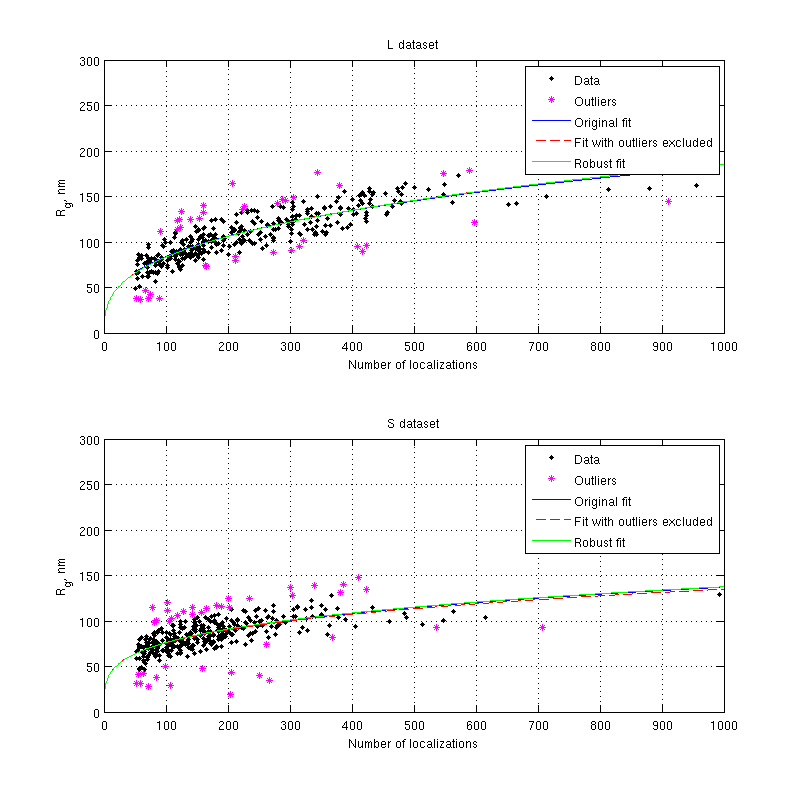 L dataset
300
250
200
150
100
50
0
Rg, nm
Data
Outliers
Original fit
Fit with outliers excluded
Robust fit
0 100 200 300 400 500 600 700 800 900 1000
Number of localizations
S dataset
300
250
200
150
100
50
0
Rg, nm
Data
Outliers
Original fit
Fit with outliers excluded
Robust fit
0 100 200 300 400 500 600 700 800 900 1000
Number of localizations